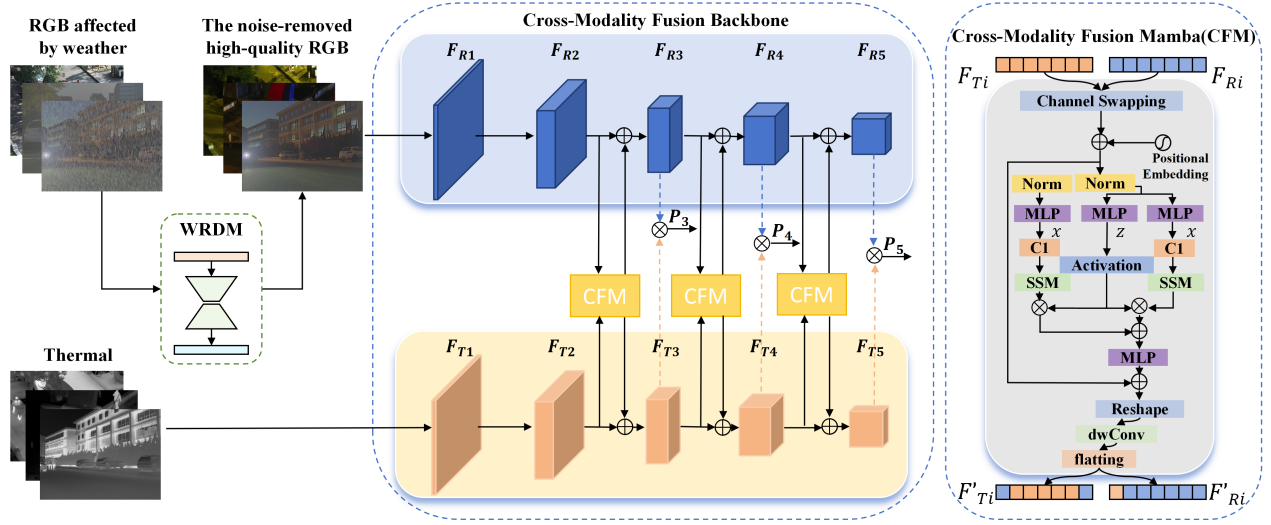 RGB affected
by weather
The noise-removed
high-quality RGB
WRDM
Thermal
Cross-Modality Fusion Backbone
F_R1
F_R2
F_R3
F_R4
F_R5
P_3
P_4
P_5
CFM
CFM
CFM
F_T1
F_T2
F_T3
F_T4
F_T5
Cross-Modality Fusion Mamba(CFM)
F_Ti
F_Ri
Channel Swapping
Positional
Embedding
Norm
Norm
MLP
MLP
MLP
x
z
x
C1
C1
Activation
SSM
SSM
MLP
Reshape
dwConv
flatting
F'_Ti
F'_Ri